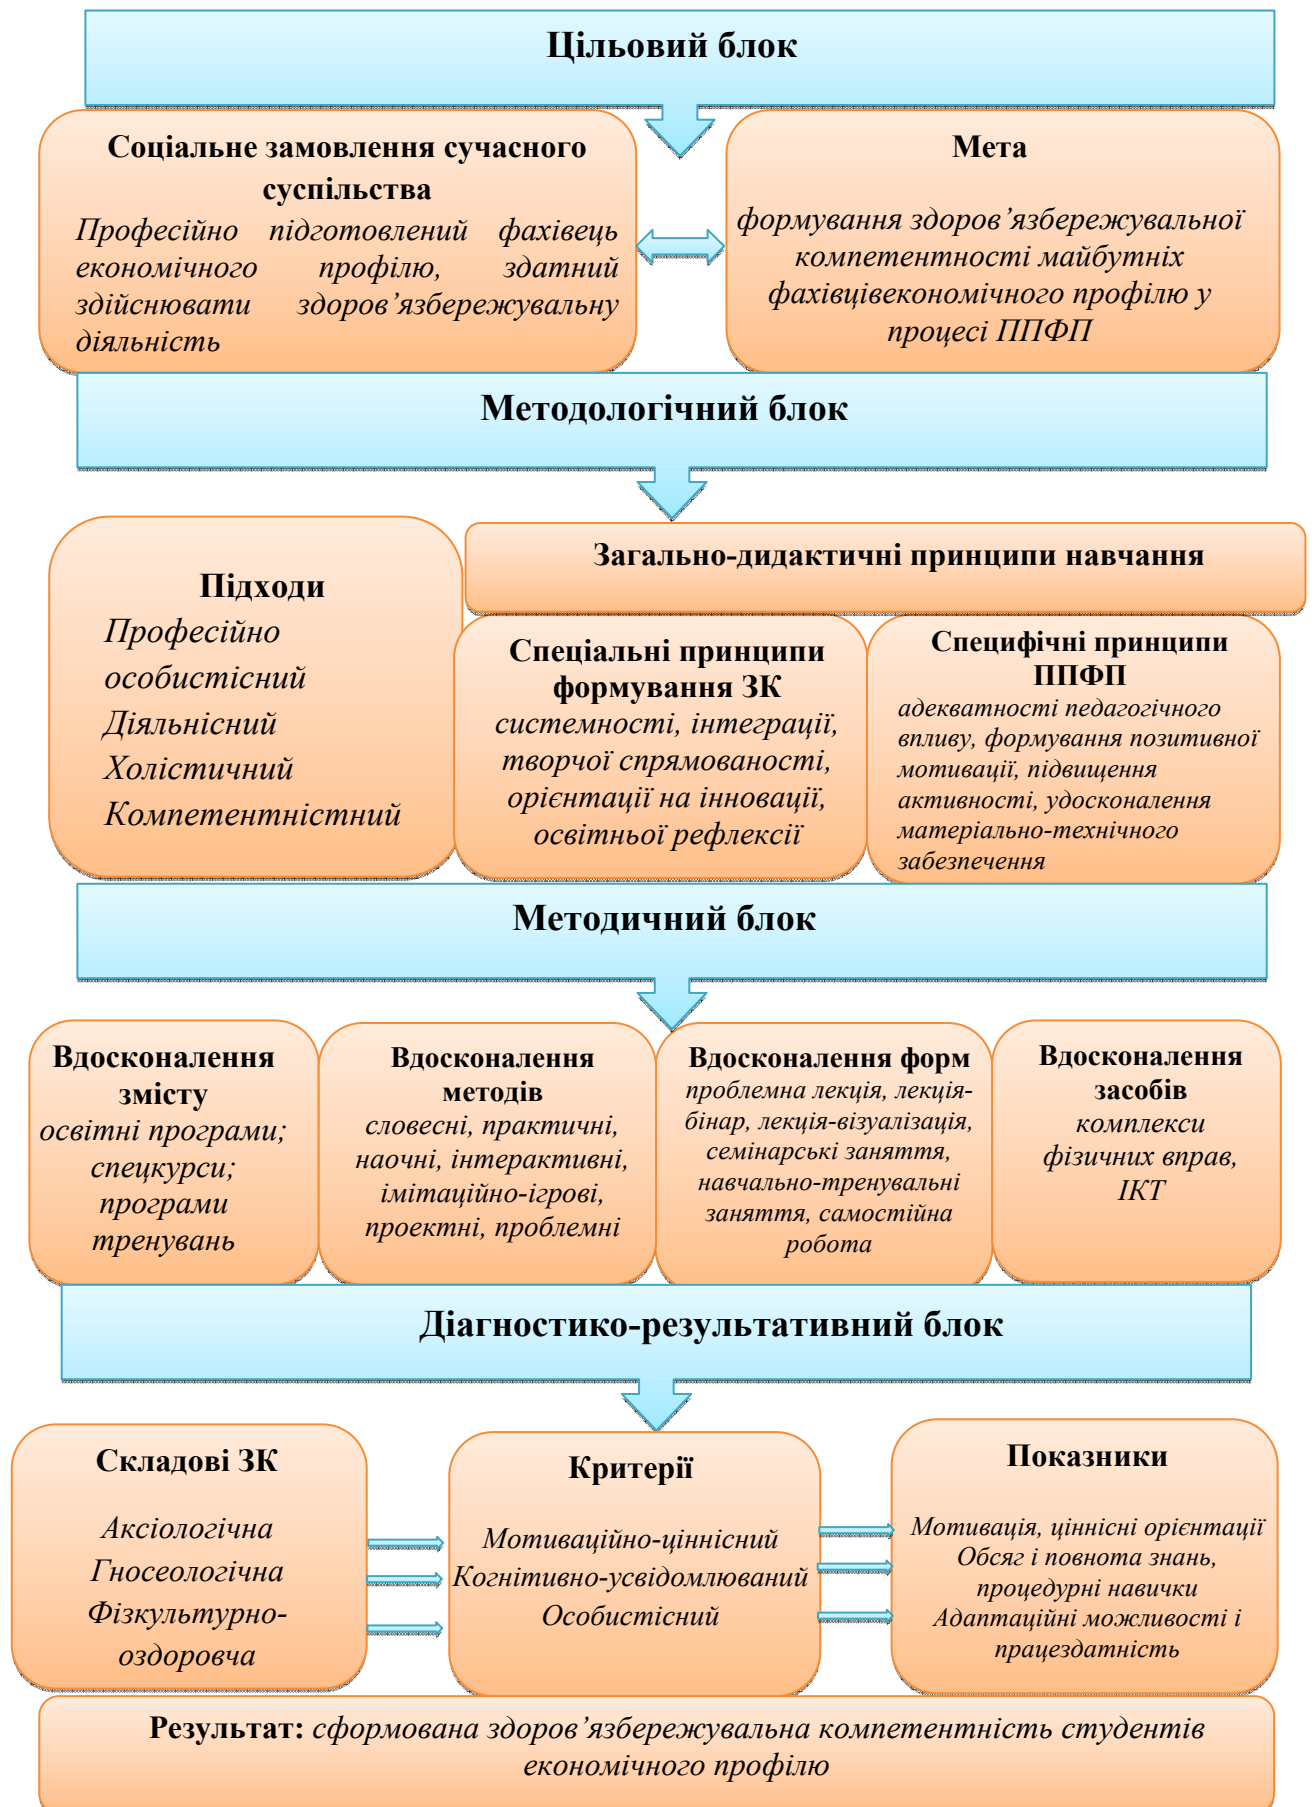 Цільовий блок
Соціальне замовлення сучасного
суспільства
Професійно підготовлений фахівець
економічного профілю, здатний
здійснювати здоров’язбережувальну
діяльність
Мета
формування здоров’язбережувальної
компетентності майбутніх
фахівцівекономічного профілю у
процесі ППФП
Методологічний блок
Підходи
Професійно
особистісний
Діяльнісний
Холістичний
Компетентністний
Загально-дидактичні принципи навчання
Спеціальні принципи
формування ЗК
системності, інтеграції,
творчої спрямованості,
орієнтації на інновації,
освітньої рефлексії
Специфічні принципи
ППФП
адекватності педагогічного
впливу, формування позитивної
мотивації, підвищення
активності, удосконалення
матеріально-технічного
забезпечення
Методичний блок
Вдосконалення
змісту
освітні програми;
спецкурси;
програми
тренувань
Вдосконалення
методів
словесні, практичні,
наочні, інтерактивні,
імітаційно-ігрові,
проектні, проблемні
Вдосконалення форм
проблемна лекція, лекція-
бінар, лекція-візуалізація,
семінарські заняття,
навчально-тренувальні
заняття, самостійна
робота
Вдосконалення
засобів
комплекси
фізичних вправ,
ІКТ
Діагностико-результативний блок
Складові ЗК
Аксіологічна
Гносеологічна
Фізкультурно-
оздоровча
Критерії
Мотиваційно-ціннісний
Когнітивно-усвідомлюваний
Особистісний
Показники
Мотивація, ціннісні орієнтації
Обсяг і повнота знань,
процедурні навички
Адаптаційні можливості і
працездатність
Результат: сформована здоров’язбережувальна компетентність студентів
економічного профілю